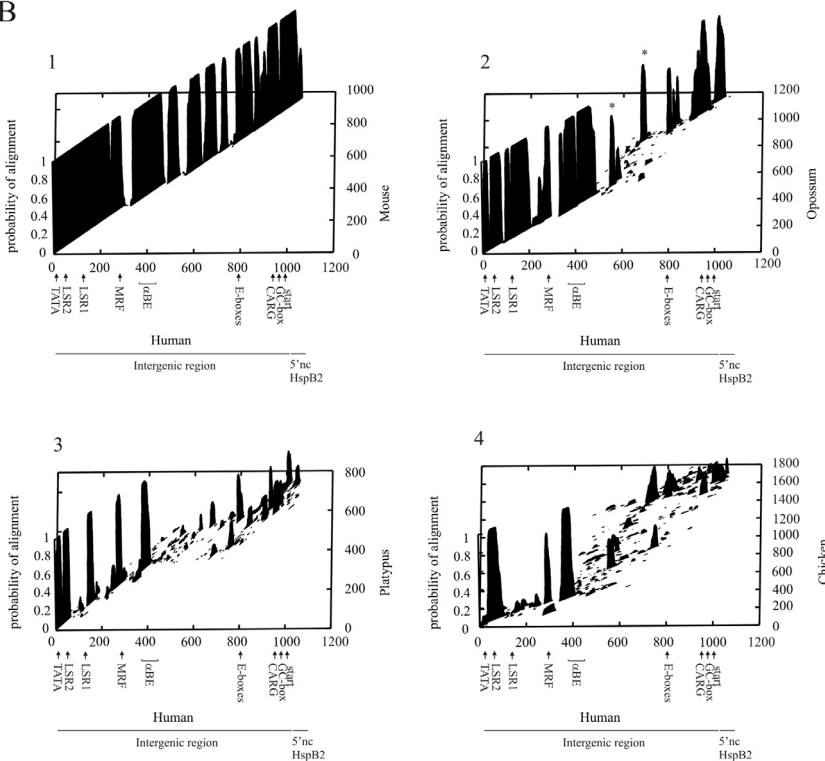 B
1
probability of alignment
1
0.8
0.6
0.4
0.2
0
1000
800
600
400
200
0
Mouse
0 200 400 600 800 1000 1200
TATA
LSR2
LSR1
MRF
]αBE
E-boxes
CARG
GC-box
start
Human
Intergenic region
5’nc
HspB2
2
*
*
probability of alignment
1
0.8
0.6
0.4
0.2
0
1200
1000
800
600
400
200
0
Opossum
0 200 400 600 800 1000 1200
TATA
LSR2
LSR1
MRF
]αBE
E-boxes
CARG
GC-box
start
Human
Intergenic region
5’nc
HspB2
3
probability of alignment
1
0.8
0.6
0.4
0.2
0
800
600
400
200
0
Platypus
0 200 400 600 800 1000 1200
TATA
LSR2
LSR1
MRF
]αBE
E-boxes
CARG
GC-box
start
Human
Intergenic region
5’nc
HspB2
4
probability of alignment
1
0.8
0.6
0.4
0.2
0
1800
1600
1400
1200
1000
800
600
400
200
0
Chicken
0 200 400 600 800 1000 1200
TATA
LSR2
LSR1
MRF
]αBE
E-boxes
CARG
GC-box
start
Human
Intergenic region
5’nc
HspB2